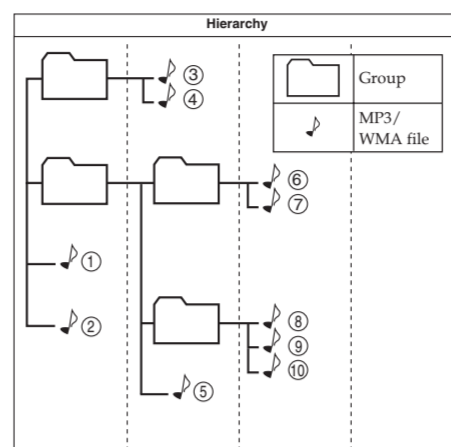 Hierarchy
③
④
Group
MP3/
WMA file
⑥
⑦
①
②
⑧
⑨
⑩
⑤